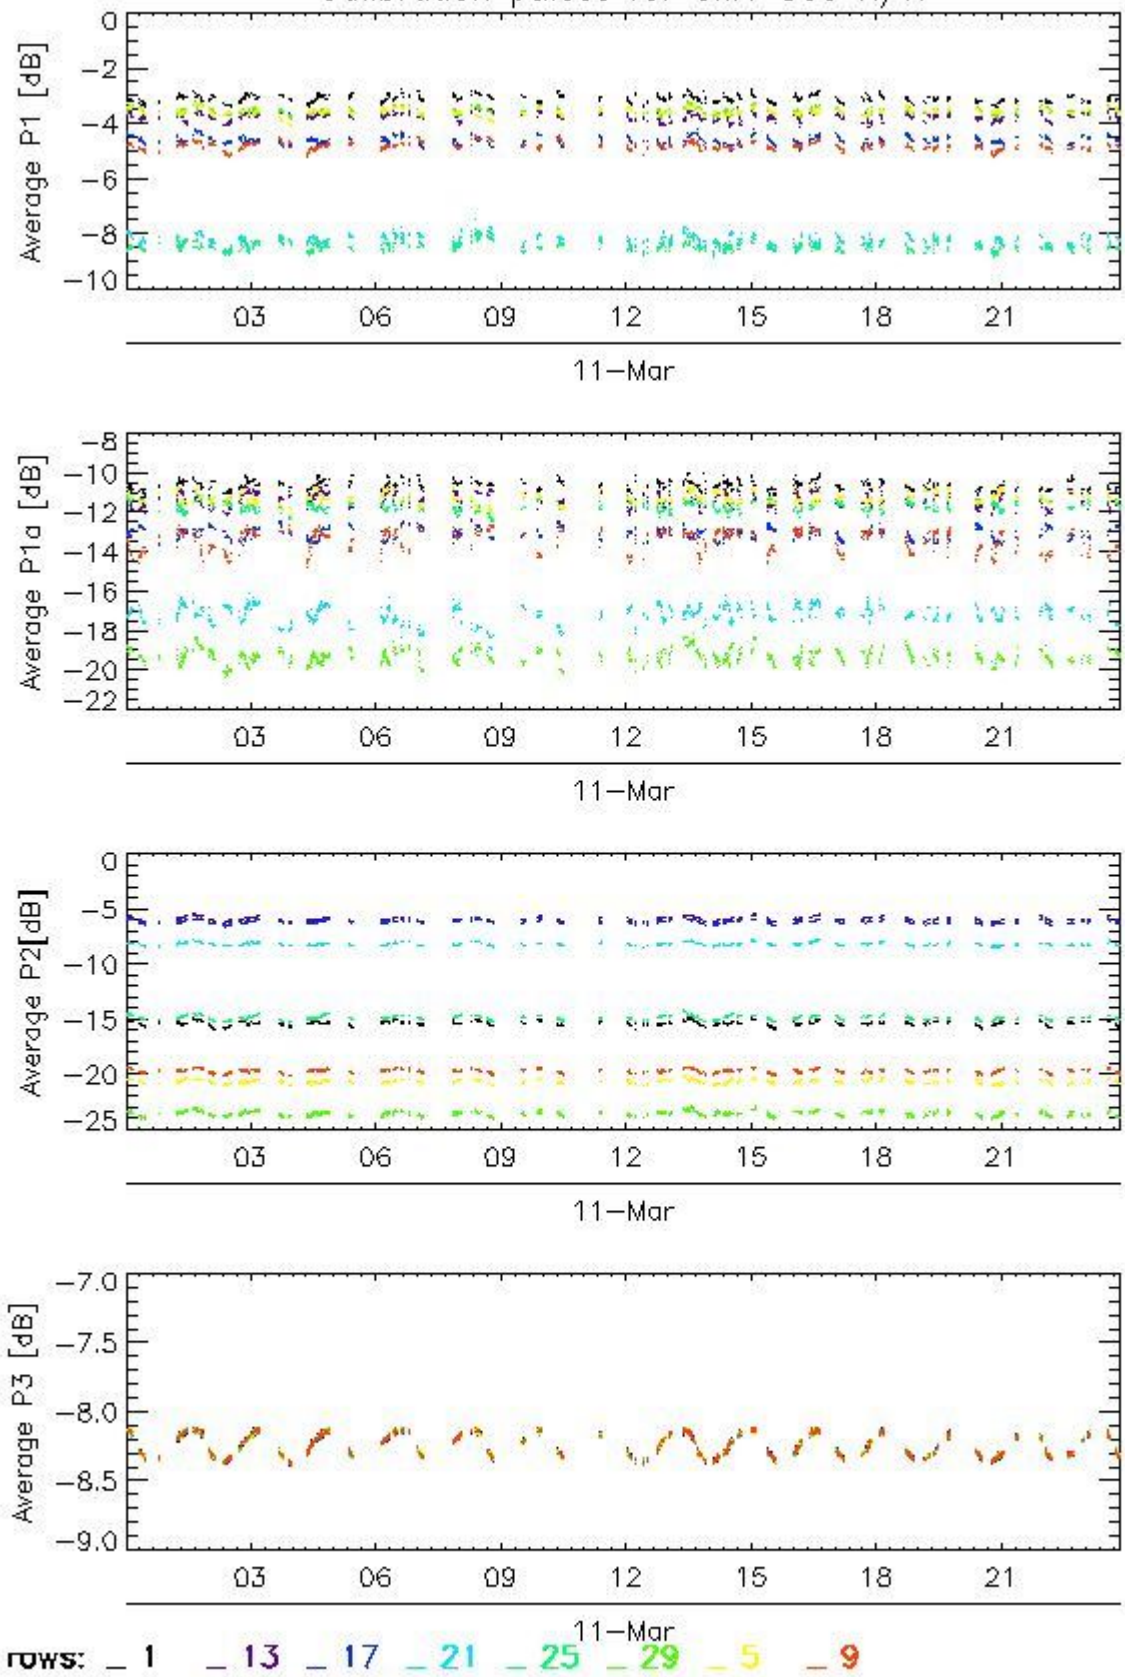 0
−2
−4
−6
−8
−10
Average P1 [dB]
03 06 09 12 15 18 21
11−Mar
−8
−10
−12
−14
−16
−18
−20
−22
Average P1a [dB]
03 06 09 12 15 18 21
11−Mar
0
−5
−10
−15
−20
−25
Average P2[dB]
03 06 09 12 15 18 21
11−Mar
−7.0
−7.5
−8.0
−8.5
−9.0
Average P3 [dB]
03 06 09 12 15 18 21
11−Mar
rows: _ 1 _ 13 _ 17 _ 21 _ 25 _ 29 _ 5 _ 9